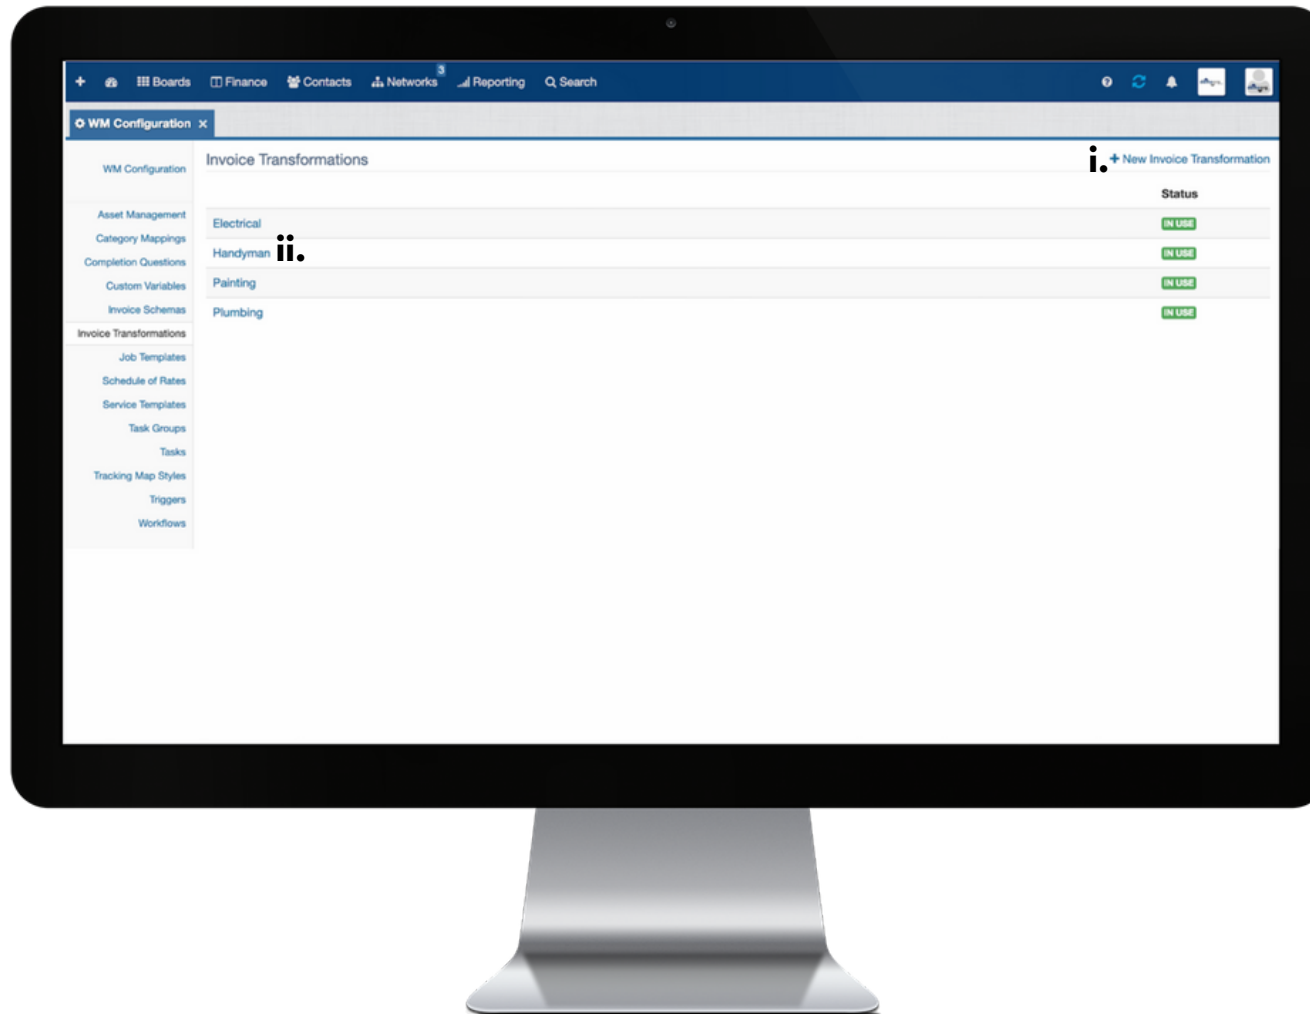 Boards Finance Contacts Networks 3 Reporting Search
WM Configuration ×
WM Configuration
Invoice Transformations
i. + New Invoice Transformation
Status
Asset Management
Category Mappings
Completion Questions
Custom Variables
Invoice Schemas
Invoice Transformations
Job Templates
Schedule of Rates
Service Templates
Task Groups
Tasks
Tracking Map Styles
Triggers
Workflows
Electrical IN USE
Handyman ii. IN USE
Painting IN USE
Plumbing IN USE